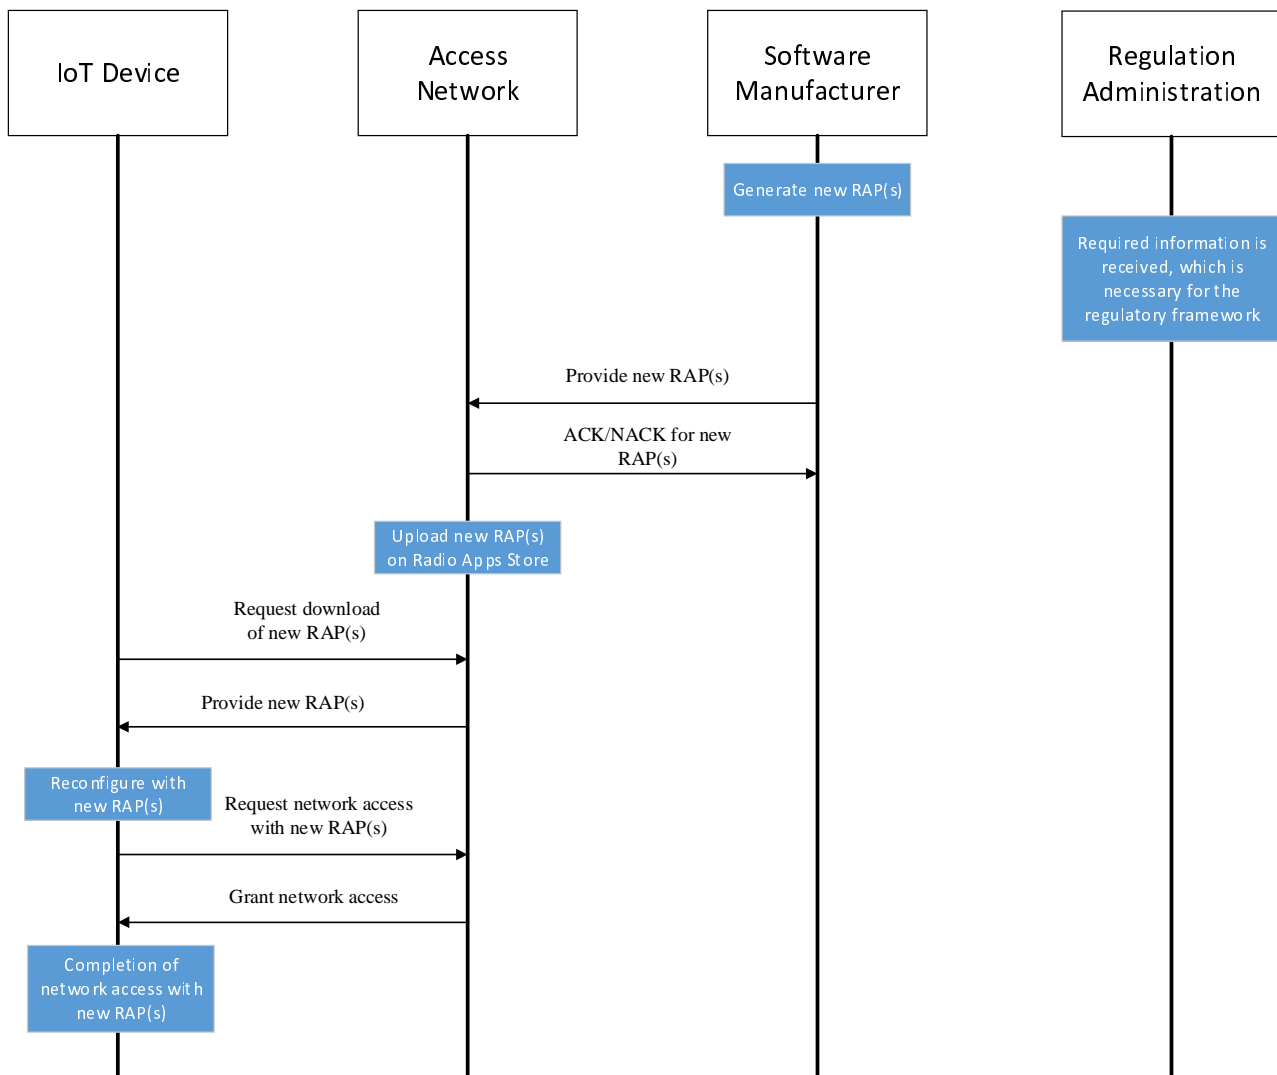 IoT Device
Access
Network
Software
Manufacturer
Regulation
Administration
Generate new RAP(s)
Required information is
received, which is
necessary for the
regulatory framework
Provide new RAP(s)
ACK/NACK for new
RAP(s)
Upload new RAP(s)
on Radio Apps Store
Request download
of new RAP(s)
Provide new RAP(s)
Reconfigure with
new RAP(s)
Request network access
with new RAP(s)
Grant network access
Completion of
network access with
new RAP(s)